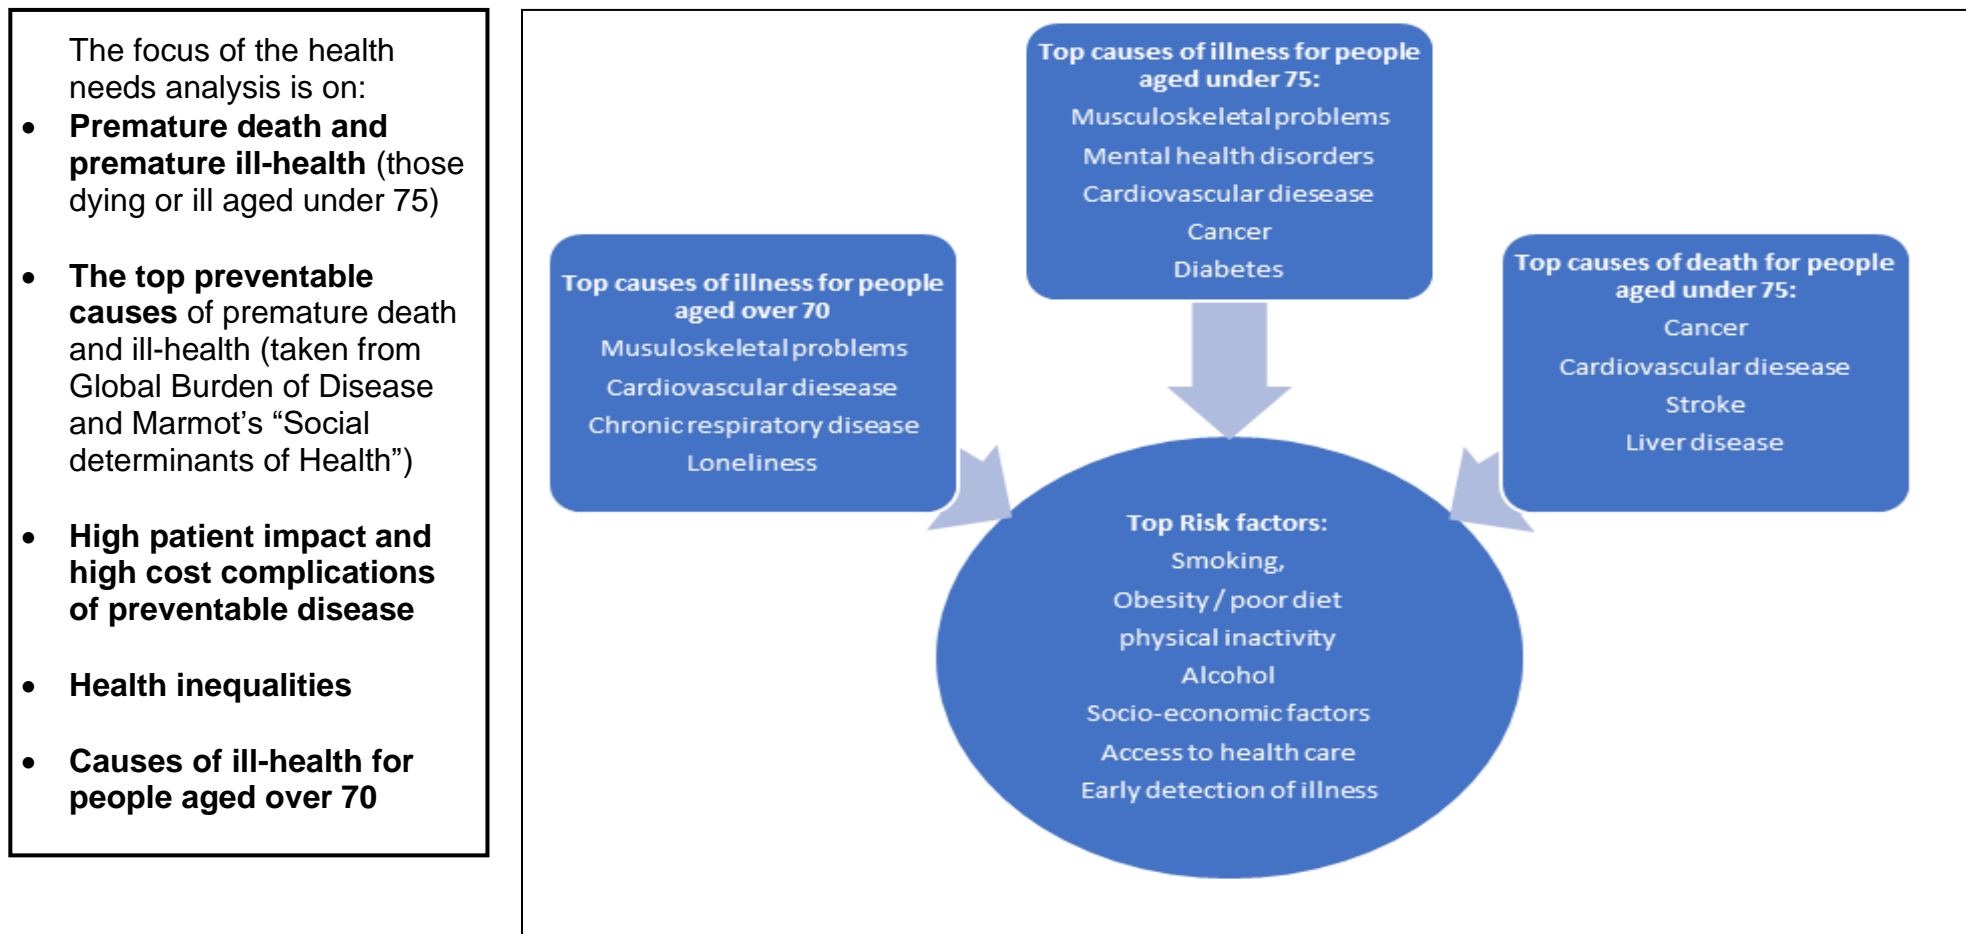 The focus of the health
needs analysis is on:
• Premature death and
premature ill-health (those
dying or ill aged under 75)
• The top preventable
causes of premature death
and ill-health (taken from
Global Burden of Disease
and Marmot’s “Social
determinants of Health”)
• High patient impact and
high cost complications
of preventable disease
• Health inequalities
• Causes of ill-health for
people aged over 70
Top causes of illness for people
aged over 70
Musuloskeletal problems
Cardiovascular diesease
Chronic respiratory disease
Loneliness
Top causes of illness for people
aged under 75:
Musculoskeletal problems
Mental health disorders
Cardiovascular diesease
Cancer
Diabetes
Top causes of death for people
aged under 75:
Cancer
Cardiovascular diesease
Stroke
Liver disease
Top Risk factors:
Smoking,
Obesity / poor diet
physical inactivity
Alcohol
Socio-economic factors
Access to health care
Early detection of illness